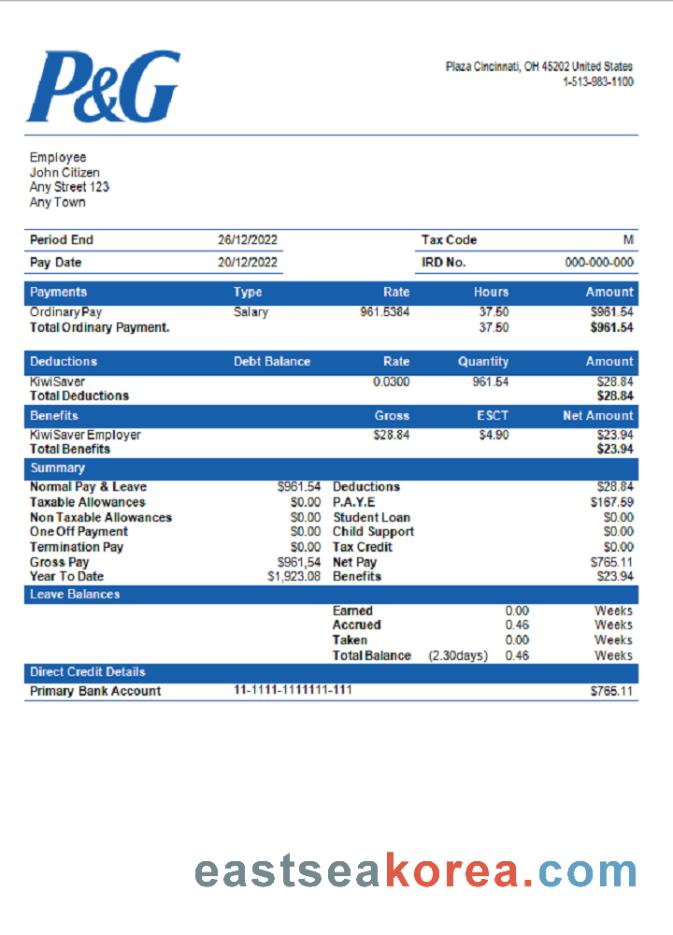 P&G
Plaza Cincinnati, OH 45202 United States
1-513-983-1100
Employee
John Citizen
Any Street 123
Any Town
Period End 26/12/2022 Tax Code M
Pay Date 20/12/2022 IRD No. 000-000-000
Payments Type Rate Hours Amount
Ordinary Pay Salary 961.5384 37.50 $961.54
Total Ordinary Payment. 37.50 $961.54
Deductions Debt Balance Rate Quantity Amount
KiwiSaver 0.0300 961.54 $28.84
Total Deductions $28.84
Benefits Gross ESCT Net Amount
KiwiSaver Employer $28.84 $4.90 $23.94
Total Benefits $23.94
Summary
Normal Pay & Leave $961.54 Deductions $28.84
Taxable Allowances $0.00 P.A.Y.E $167.59
Non Taxable Allowances $0.00 Student Loan $0.00
One Off Payment $0.00 Child Support $0.00
Termination Pay $0.00 Tax Credit $0.00
Gross Pay $961,54 Net Pay $765.11
Year To Date $1,923.08 Benefits $23.94
Leave Balances
Earned 0.00 Weeks
Accrued 0.46 Weeks
Taken 0.00 Weeks
Total Balance (2.30days) 0.46 Weeks
Direct Credit Details
Primary Bank Account 11-1111-1111111-111 $765.11
eastseakorea.com